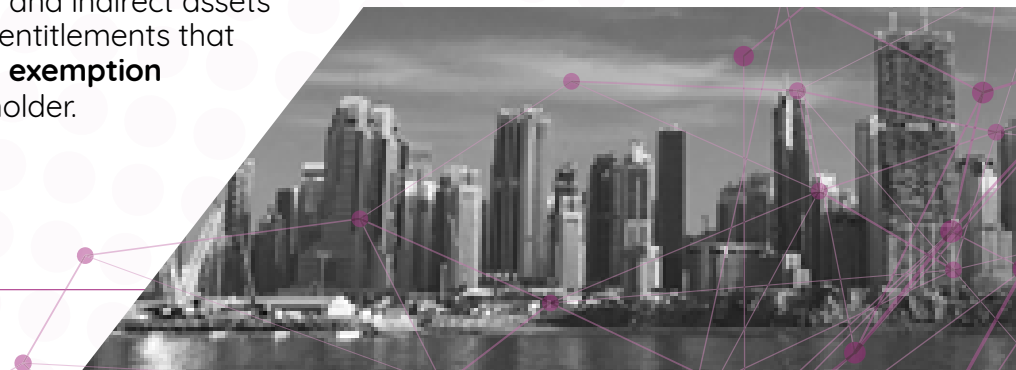 and indirect assets
entitlements that
exemption
holder.